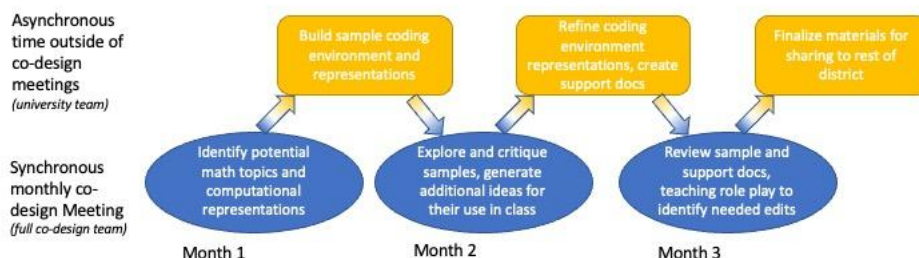 Asynchronous
time outside of
co-design
meetings
(university team)
Build sample coding
environment and
representations
Refine coding
environment
representations, create
support docs
Finalize materials for
sharing to rest of
district
Synchronous
monthly co-
design Meeting
(full co-design team)
Identify potential
math topics and
computational
representations
Explore and critique
samples, generate
additional ideas for
their use in class
Review sample and
support docs,
teaching role play to
identify needed edits
Month 1
Month 2
Month 3